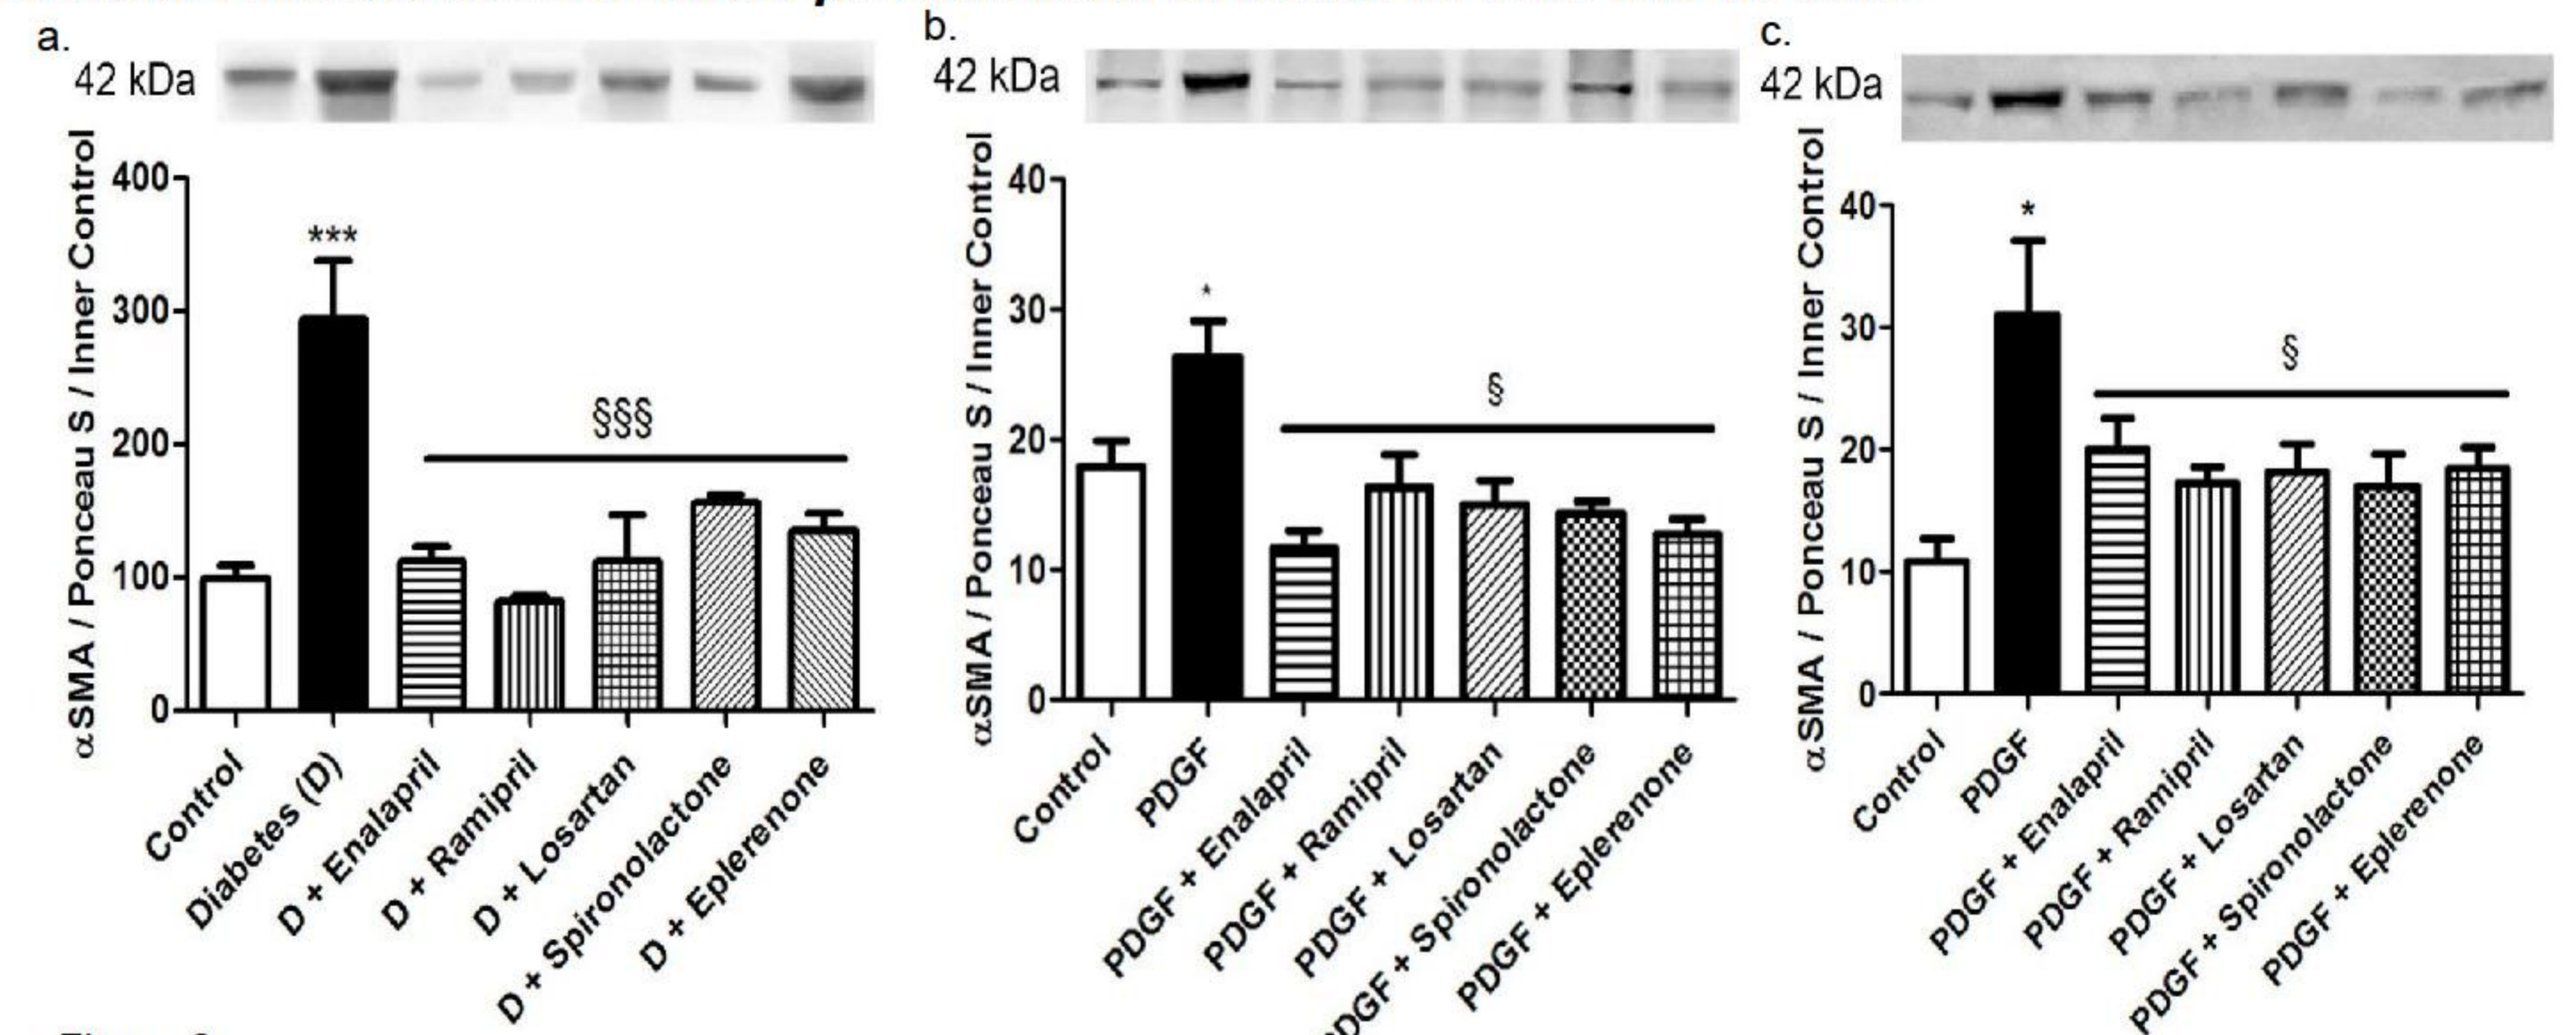 a.
42 kDa
αSMA / Ponceau S / Inner Control
400
300
200
100
0
***
§§§
Control
Diabetes (D)
D + Enalapril
D + Ramipril
D + Losartan
D + Spironolactone
D + Eplerenone
b.
42 kDa
αSMA / Ponceau S / Inner Control
40
30
20
10
0
*
§
Control
PDGF
PDGF + Enalapril
PDGF + Ramipril
PDGF + Losartan
PDGF + Spironolactone
PDGF + Eplerenone
c.
42 kDa
αSMA / Ponceau S / Inner Control
40
30
20
10
0
*
§
Control
PDGF
PDGF + Enalapril
PDGF + Ramipril
PDGF + Losartan
PDGF + Spironolactone
PDGF + Eplerenone